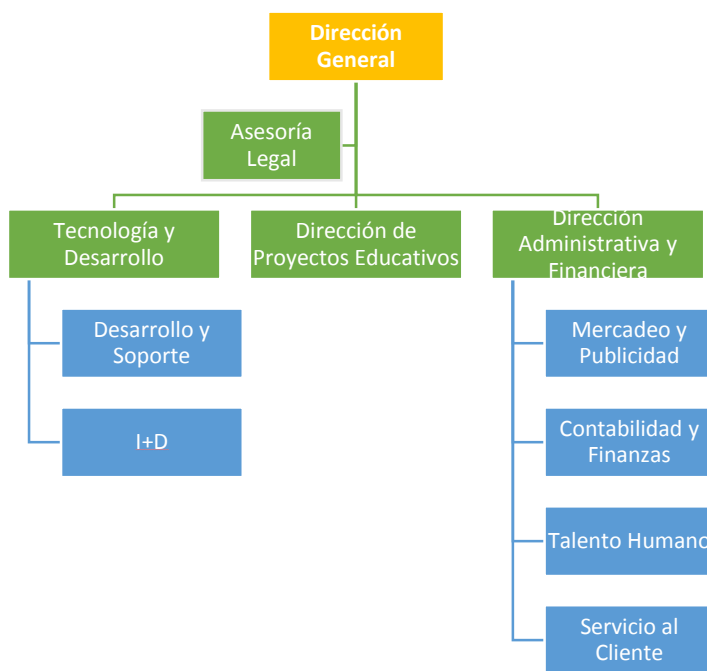 Dirección
General
Asesoría
Legal
Tecnología y
Desarrollo
Dirección de
Proyectos Educativos
Dirección
Administrativa y
Financiera
Desarrollo y
Soporte
I+D
Mercadeo y
Publicidad
Contabilidad y
Finanzas
Talento Humano
Servicio al
Cliente